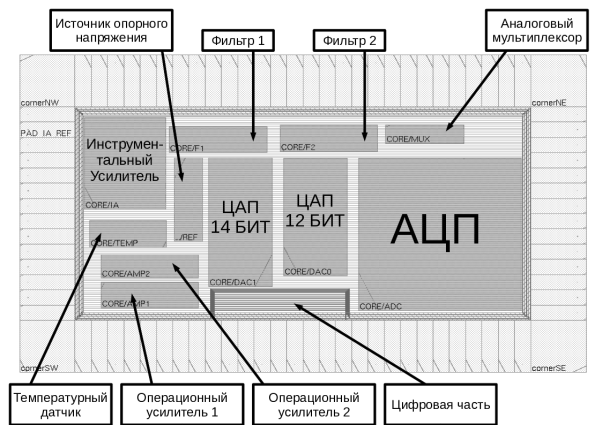 Источник опорного
напряжения
Фильтр 1
Фильтр 2
Аналоговый
мультиплексор
cornerNW
cornerNE
PAD_IA_REF
CORE/F1
CORE/F2
CORE/MUX
Инструмен-
тальный
Усилитель
CORE/IA
ЦАП
14 БИТ
ЦАП
12 БИТ
АЦП
CORE/TEMP
../REF
CORE/AMP2
CORE/DAC1
CORE/DAC0
CORE/AMP1
CORE/ADC
cornerSW
cornerSE
Температурный
датчик
Операционный
усилитель 1
Операционный
усилитель 2
Цифровая часть